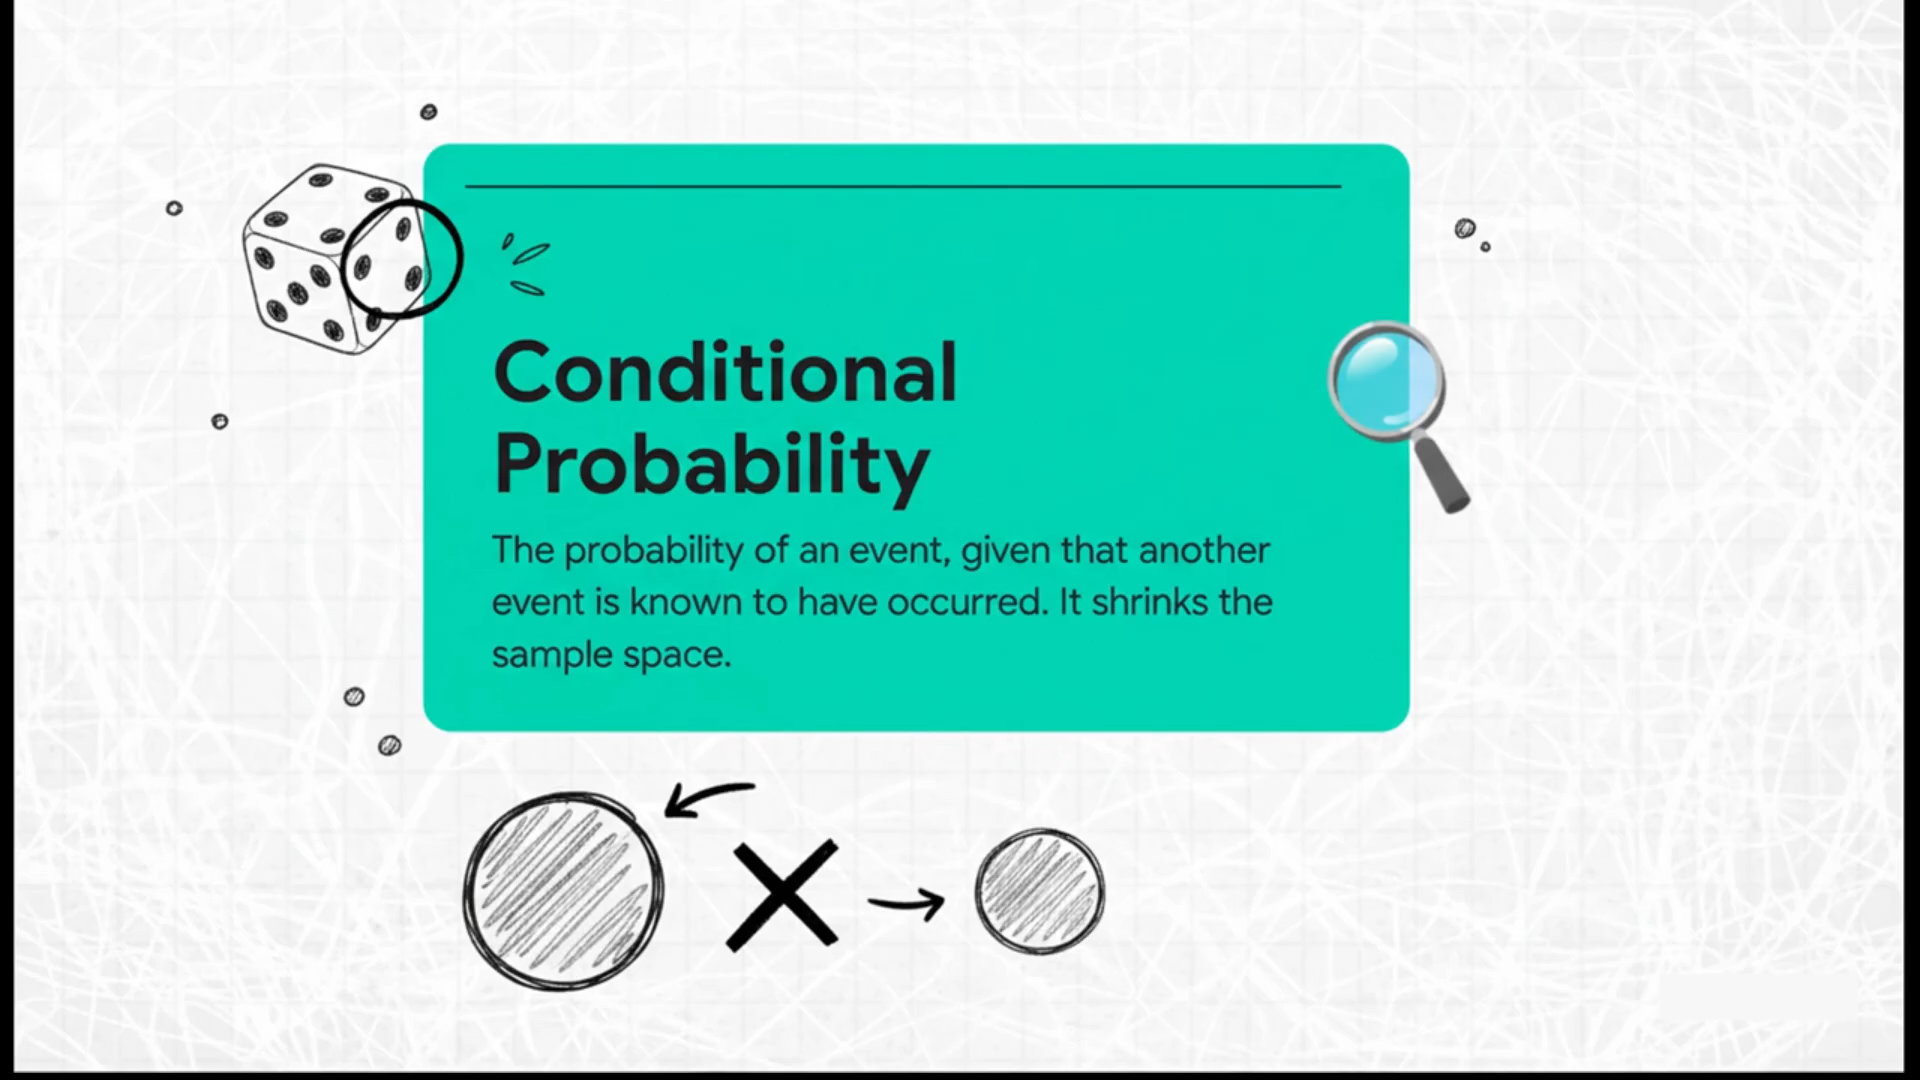 Conditional
Probability
The probability of an event, given that another
event is known to have occurred. It shrinks the
sample space.